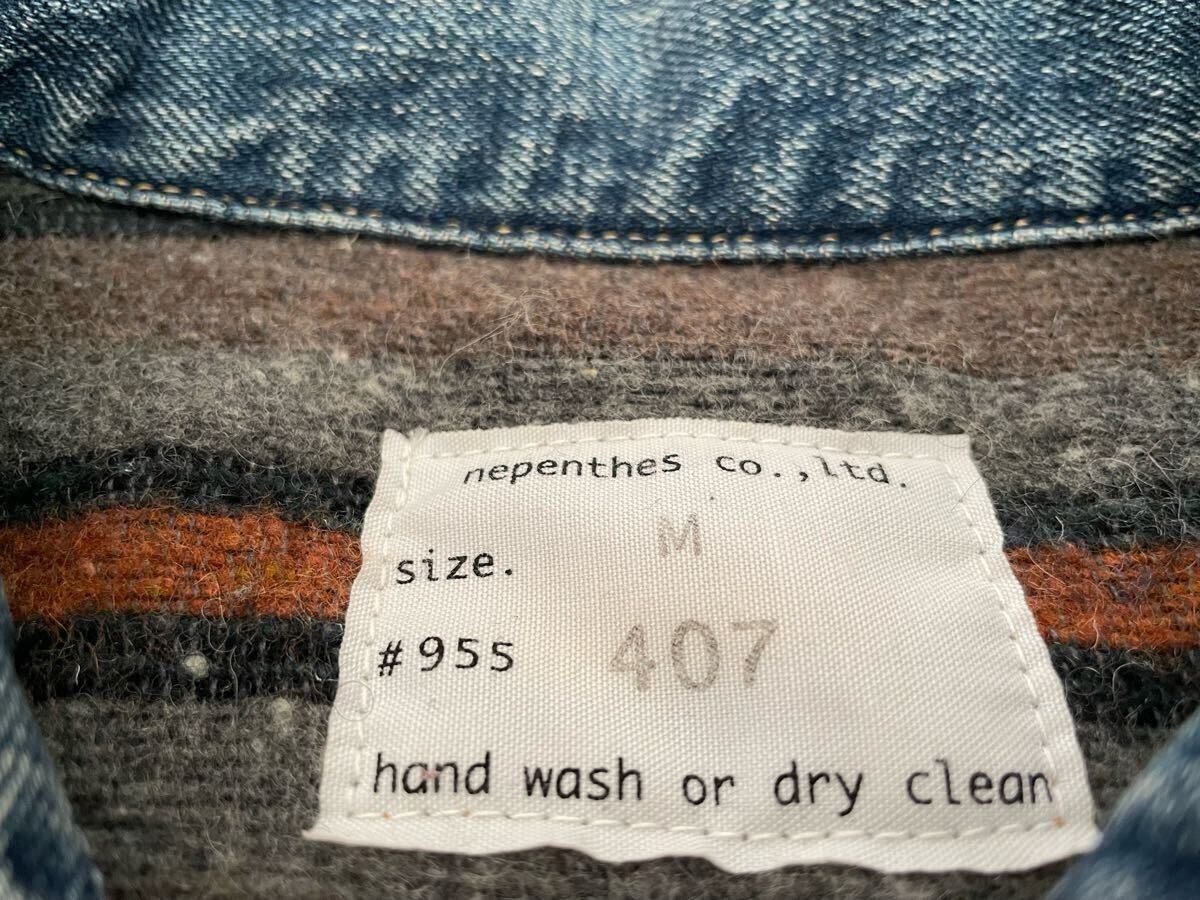 nepenthes co.,ltd.
size. M
#955 407
hand wash or dry clean